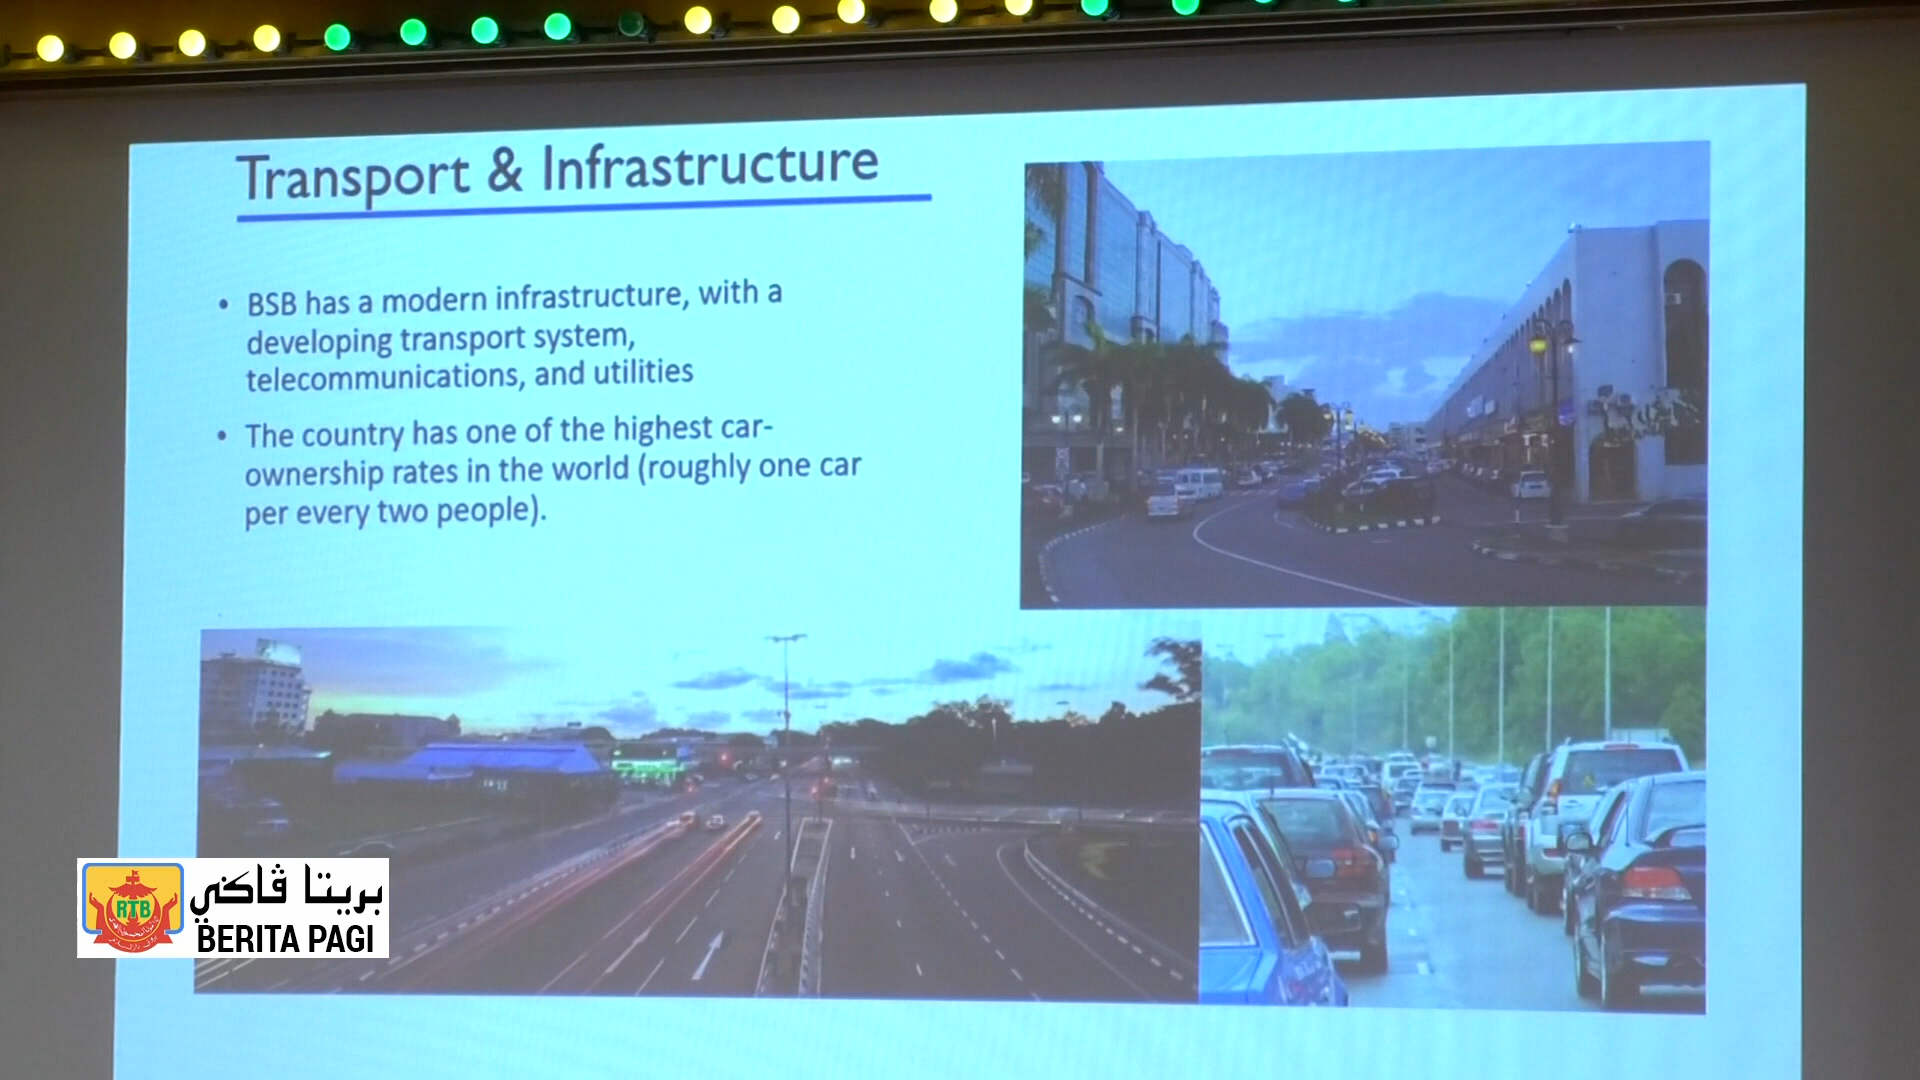 Transport & Infrastructure
• BSB has a modern infrastructure, with a
developing transport system,
telecommunications, and utilities
• The country has one of the highest car-
ownership rates in the world (roughly one car
per every two people).
RTB
بريتا ڤاݢي
BERITA PAGI